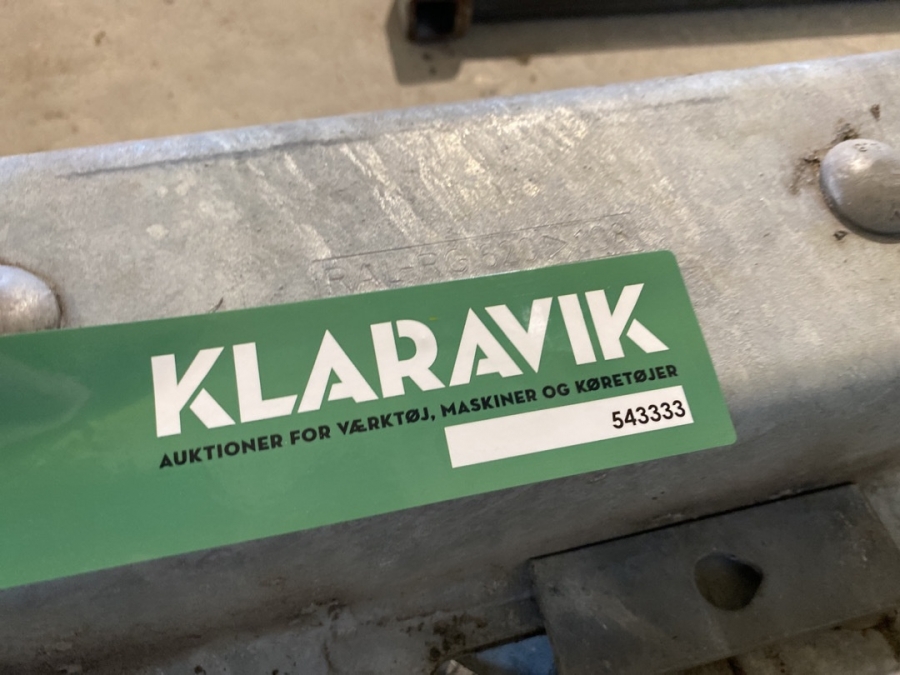 KLARAVIK
AUKTIONER FOR VÆRKTØJ, MASKINER OG KØRETØJER
543333